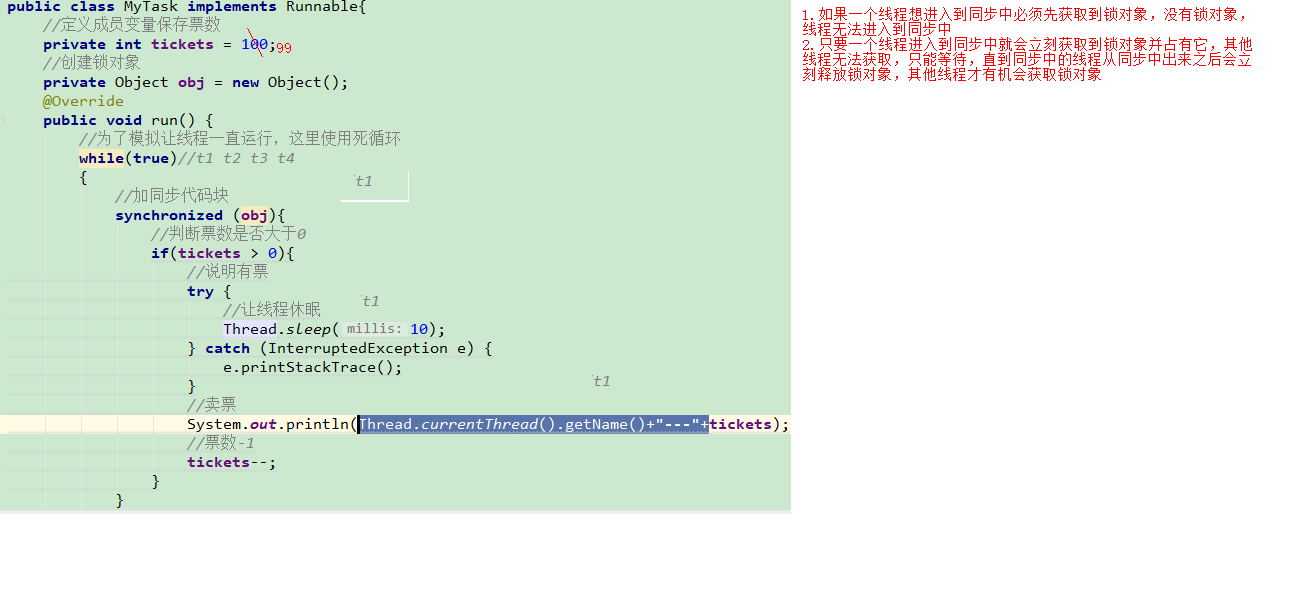 public class MyTask implements Runnable{
//定义成员变量保存票数
private int tickets = 100;99
//创建锁对象
private Object obj = new Object();
@Override
public void run() {
//为了模拟让线程一直运行，这里使用死循环
while(true)//t1 t2 t3 t4
{
t1
//加同步代码块
synchronized (obj){
//判断票数是否大于0
if(tickets > 0){
//说明有票
try {
t1
//让线程休眠
Thread.sleep( millis: 10);
} catch (InterruptedException e) {
e.printStackTrace();
t1
}
//卖票
System.out.println(Thread.currentThread().getName()+"---"+tickets);
//票数-1
tickets--;
}
}
1.如果一个线程想进入到同步中必须先获取到锁对象，没有锁对象，
线程无法进入到同步中
2.只要一个线程进入到同步中就会立刻获取到锁对象并占有它，其他
线程无法获取，只能等待，直到同步中的线程从同步中出来之后会立
刻释放锁对象，其他线程才有机会获取锁对象